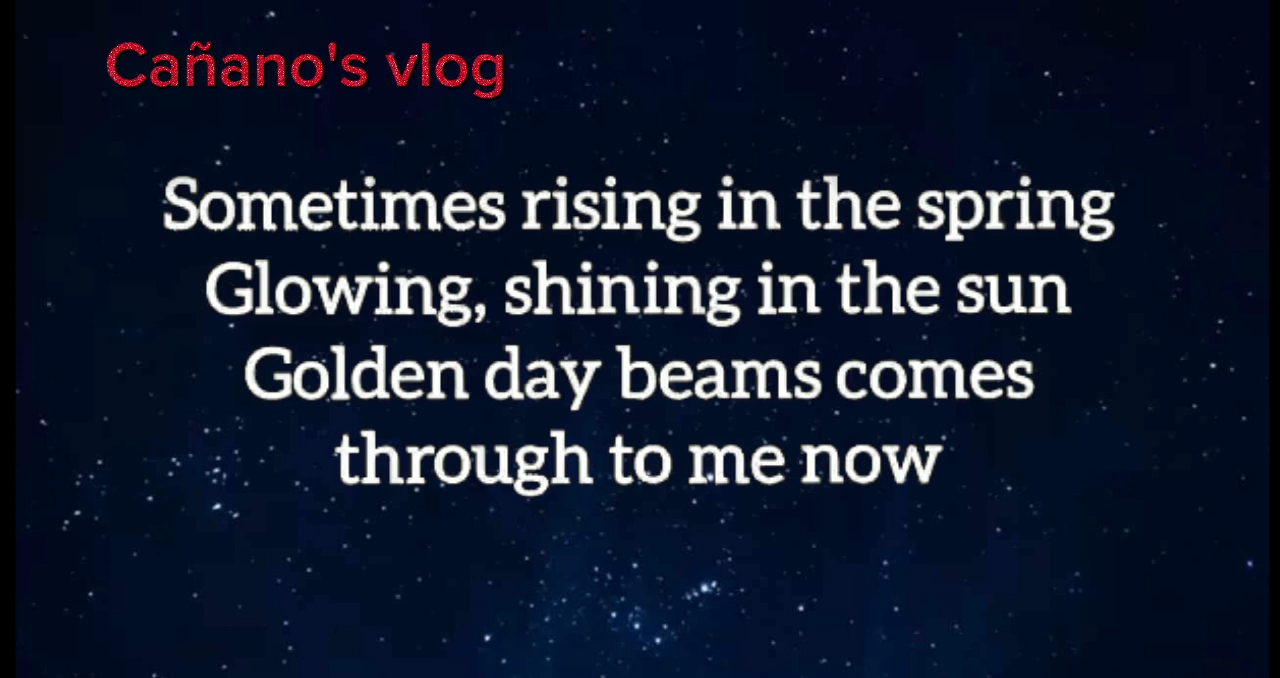 Cañano's vlog
Sometimes rising in the spring
Glowing, shining in the sun
Golden day beams comes
through to me now